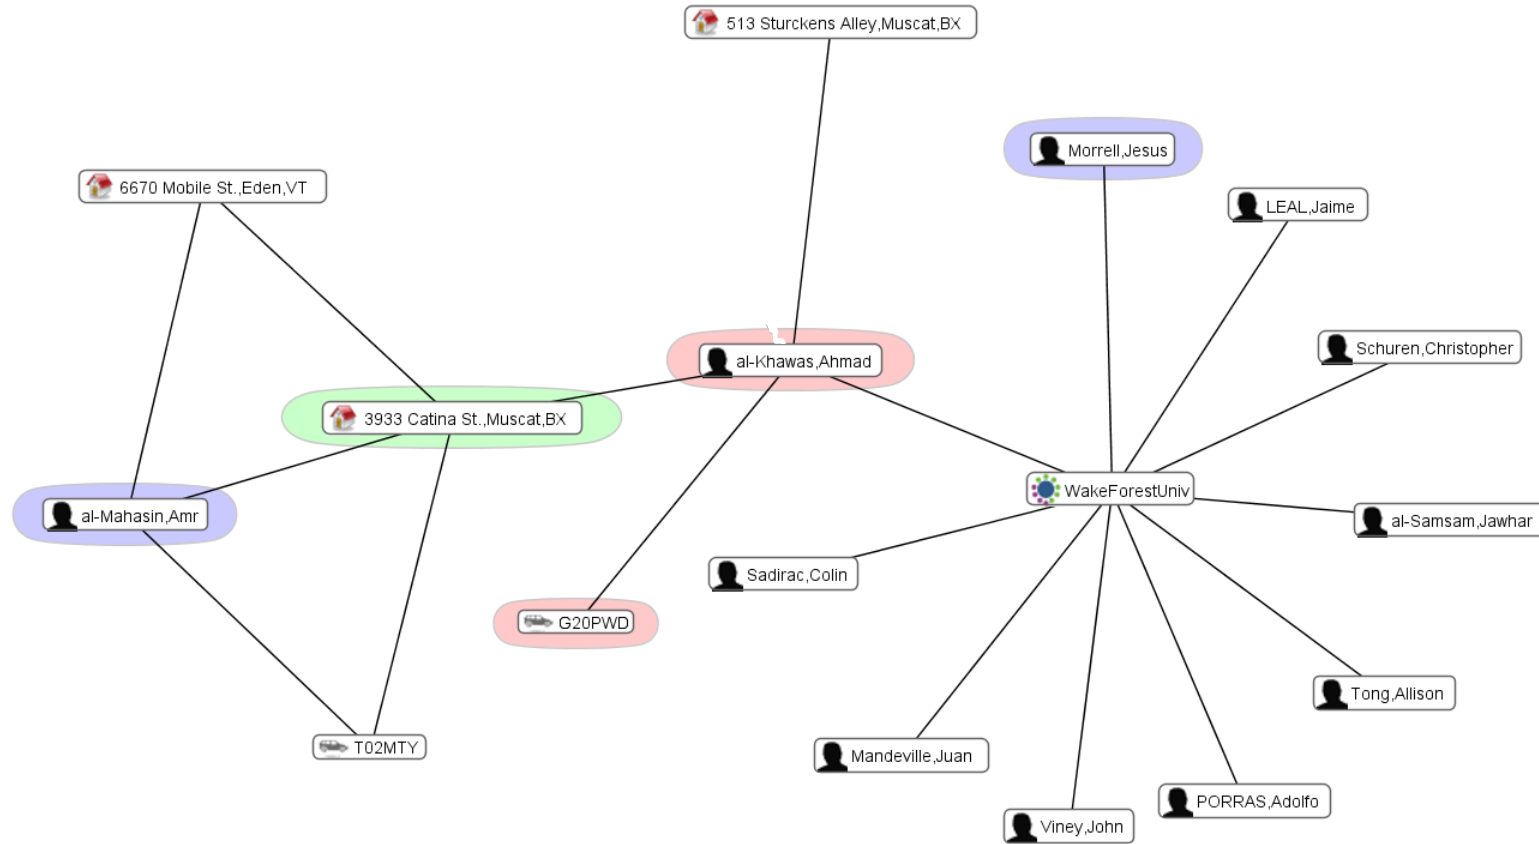 513 Sturckens Alley,Muscat,BX
Morrell,Jesus
6670 Mobile St.,Eden,VT
LEAL,Jaime
Schuren,Christopher
al-Khawas,Ahmad
3933 Catina St.,Muscat,BX
WakeForestUniv
al-Mahasin,Amr
al-Samsam,Jawhar
Sadirac,Colin
G20PWD
Tong,Allison
T02MTY
Mandeville,Juan
PORRAS,Adolfo
Viney,John